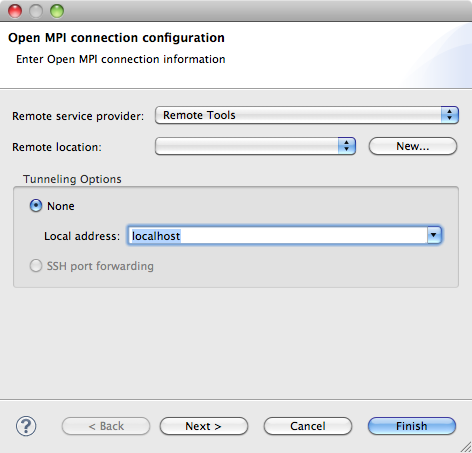 Open MPI connection configuration
Enter Open MPI connection information
Remote service provider: Remote Tools
Remote location: New...
Tunneling Options
None
Local address: localhost
SSH port forwarding
? < Back Next > Cancel Finish